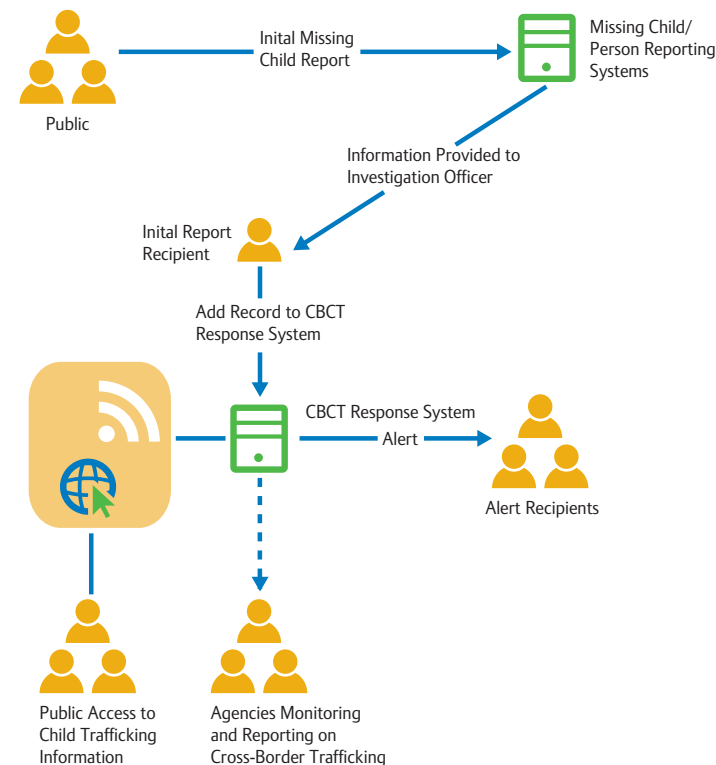 Inital Missing
Child Report
Missing Child/
Person Reporting
Systems
Public
Information Provided to
Investigation Officer
Inital Report
Recipient
Add Record to CBCT
Response System
CBCT Response System
Alert
Alert Recipients
Public Access to
Child Trafficking
Information
Agencies Monitoring
and Reporting on
Cross-Border Trafficking